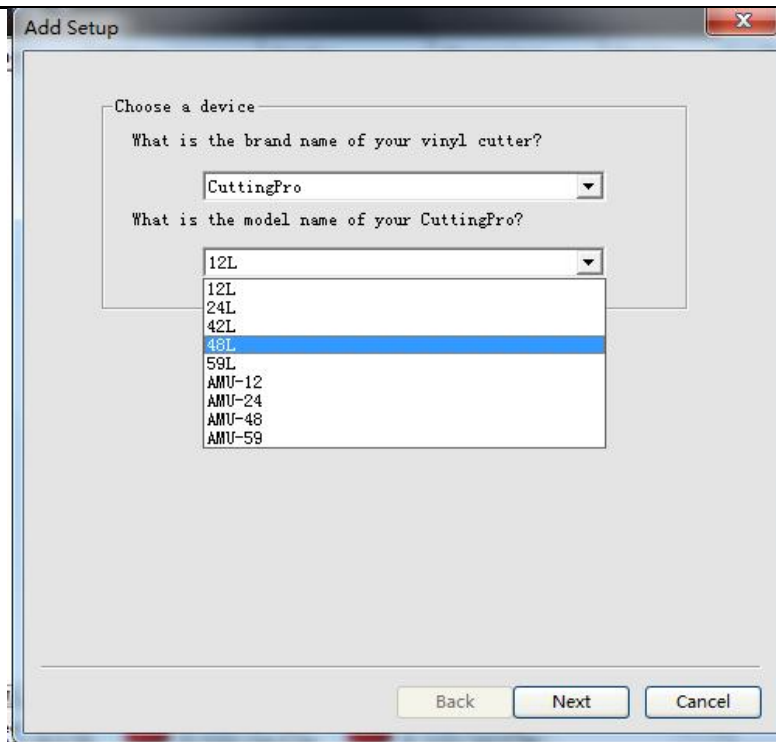 Add Setup
Choose a device
What is the brand name of your vinyl cutter?
CuttingPro
What is the model name of your CuttingPro?
12L
12L
24L
42L
48L
59L
AMU-12
AMU-24
AMU-48
AMU-59
Back Next Cancel